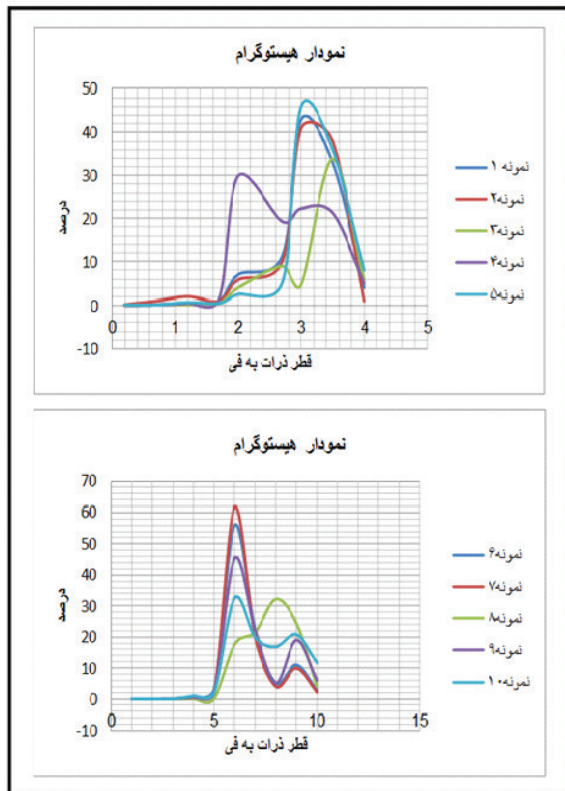 نمودار هیستوگرام
50
40
30
20
10
0
-10
0 1 2 3 4 5
درصد
قطر ذرات به فی
نمونه ۱
نمونه۲
نمونه۳
نمونه۴
نمونه۵
نمودار هیستوگرام
70
60
50
40
30
20
10
0
-10
0 5 10 15
درصد
قطر ذرات به فی
نمونه۶
نمونه۷
نمونه۸
نمونه۹
نمونه۱۰